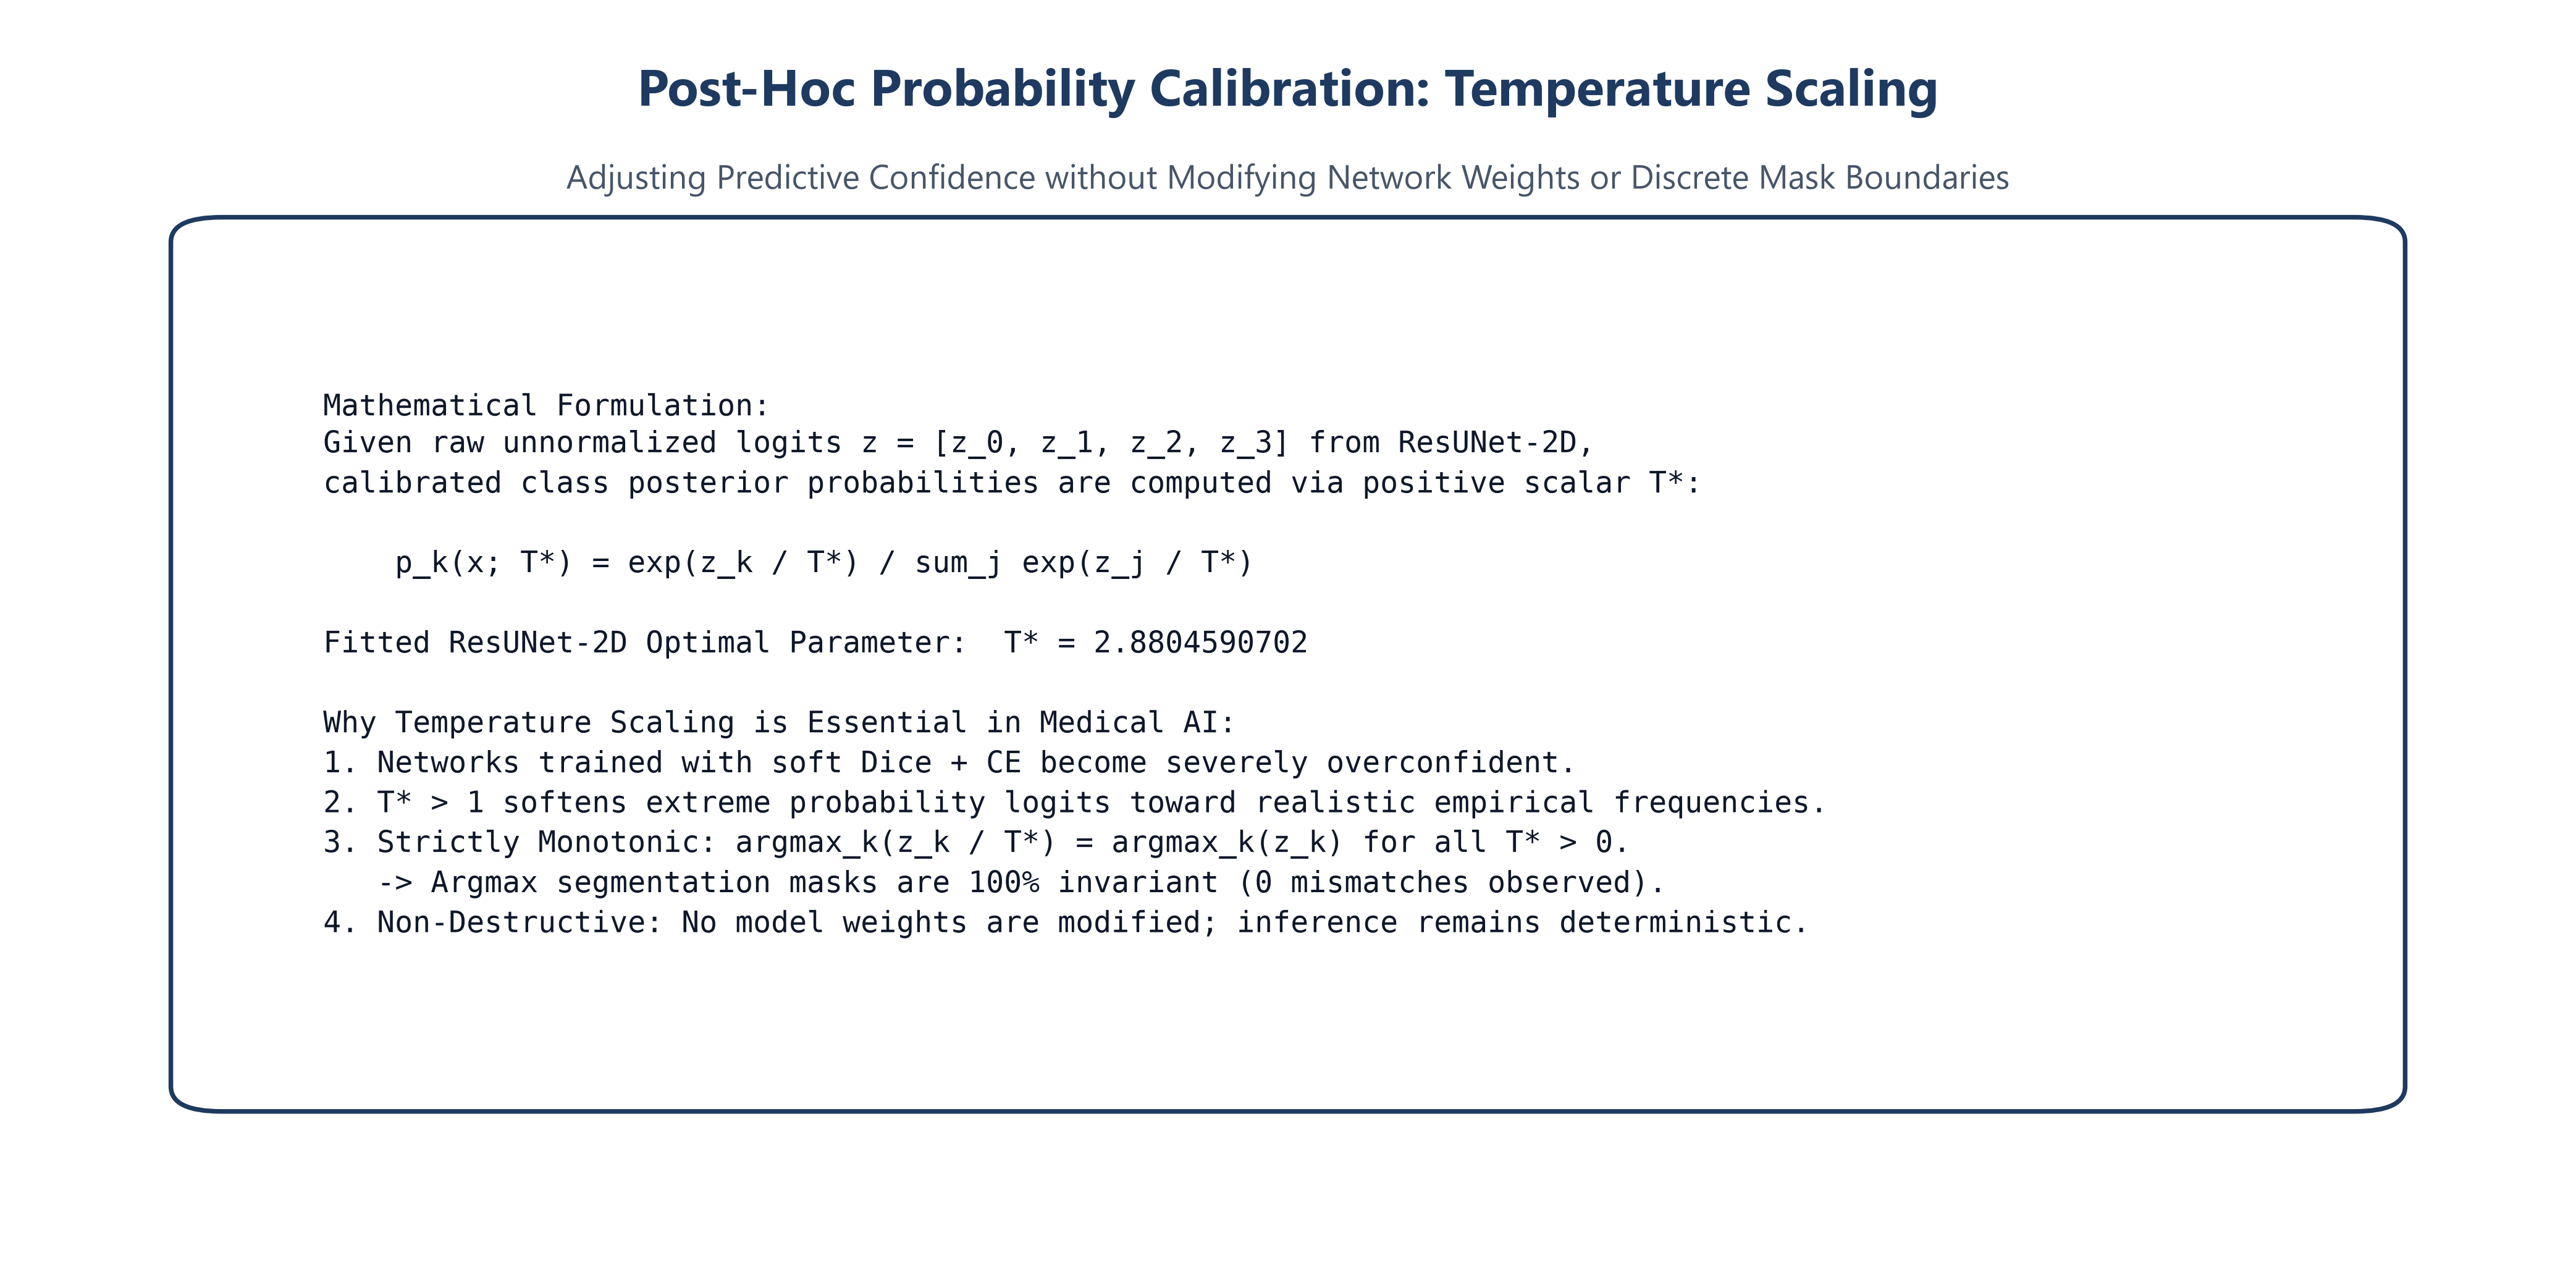 Post-Hoc Probability Calibration: Temperature Scaling
Adjusting Predictive Confidence without Modifying Network Weights or Discrete Mask Boundaries
Mathematical Formulation:
Given raw unnormalized logits z = [z_0, z_1, z_2, z_3] from ResUNet-2D,
calibrated class posterior probabilities are computed via positive scalar T*:
p_k(x; T*) = exp(z_k / T*) / sum_j exp(z_j / T*)
Fitted ResUNet-2D Optimal Parameter:  T* = 2.8804590702
Why Temperature Scaling is Essential in Medical AI:
1. Networks trained with soft Dice + CE become severely overconfident.
2. T* > 1 softens extreme probability logits toward realistic empirical frequencies.
3. Strictly Monotonic: argmax_k(z_k / T*) = argmax_k(z_k) for all T* > 0.
-> Argmax segmentation masks are 100% invariant (0 mismatches observed).
4. Non-Destructive: No model weights are modified; inference remains deterministic.